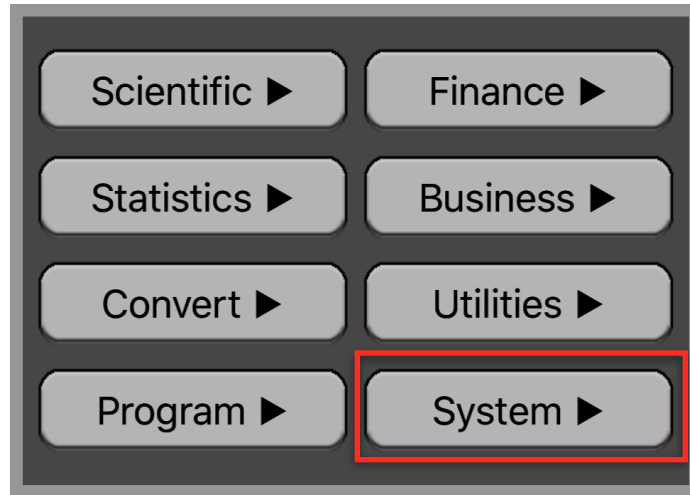 Scientific ▶ Finance ▶
Statistics ▶ Business ▶
Convert ▶ Utilities ▶
Program ▶ System ▶